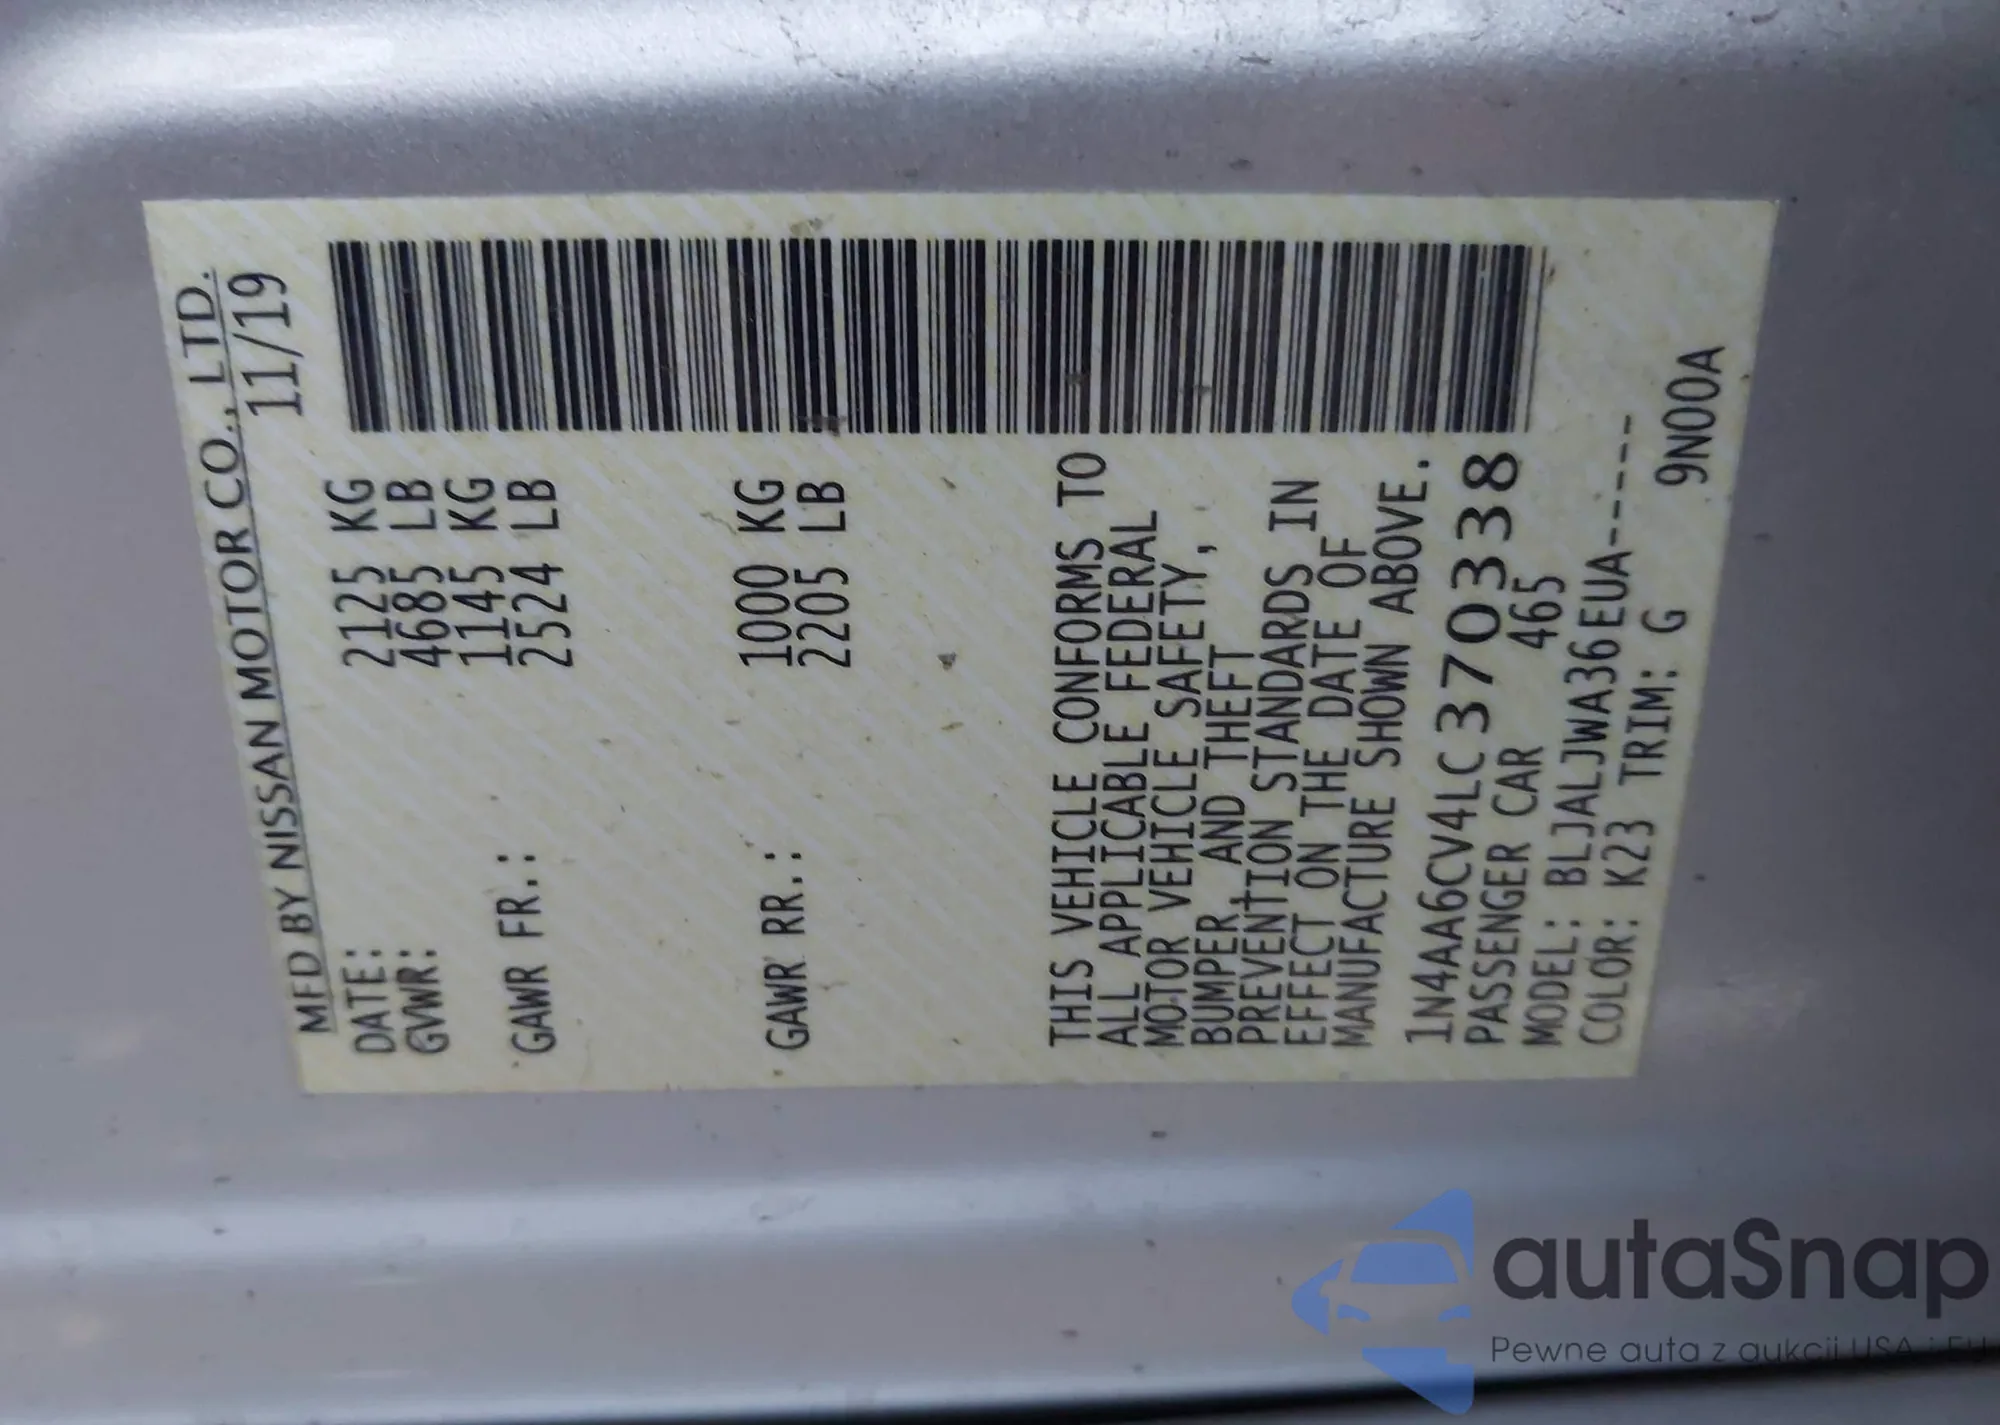 MFD BY NISSAN MOTOR CO., LTD.
DATE: 11/19
GVWR: 2125 KG
4685 LB
GAWR FR.: 1145 KG
2524 LB
GAWR RR.: 1000 KG
2205 LB
THIS VEHICLE CONFORMS TO
ALL APPLICABLE FEDERAL
MOTOR VEHICLE SAFETY,
BUMPER, AND THEFT
PREVENTION STANDARDS IN
EFFECT ON THE DATE OF
MANUFACTURE SHOWN ABOVE.
1N4AA6CV4LC370338
PASSENGER CAR 465
MODEL: BLJALJWA36EUA-----
COLOR: K23 TRIM: G 9N00A
autaSnap
Pewne auta z aukcji USA i EU